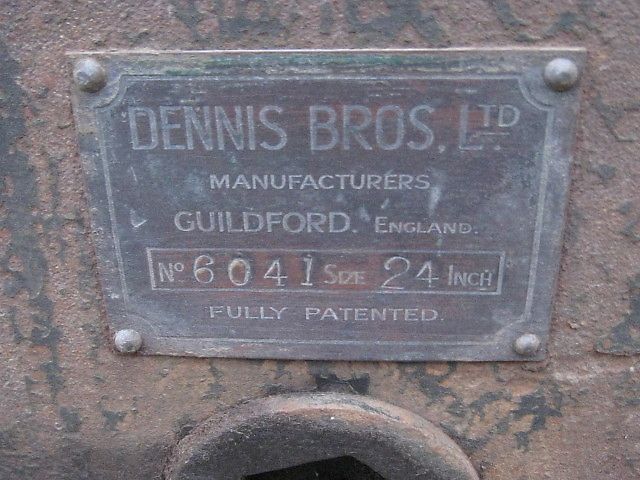 DENNIS BROS. LTD
MANUFACTURERS
GUILDFORD. ENGLAND.
No 6041 SIZE 24 INCH
FULLY PATENTED.